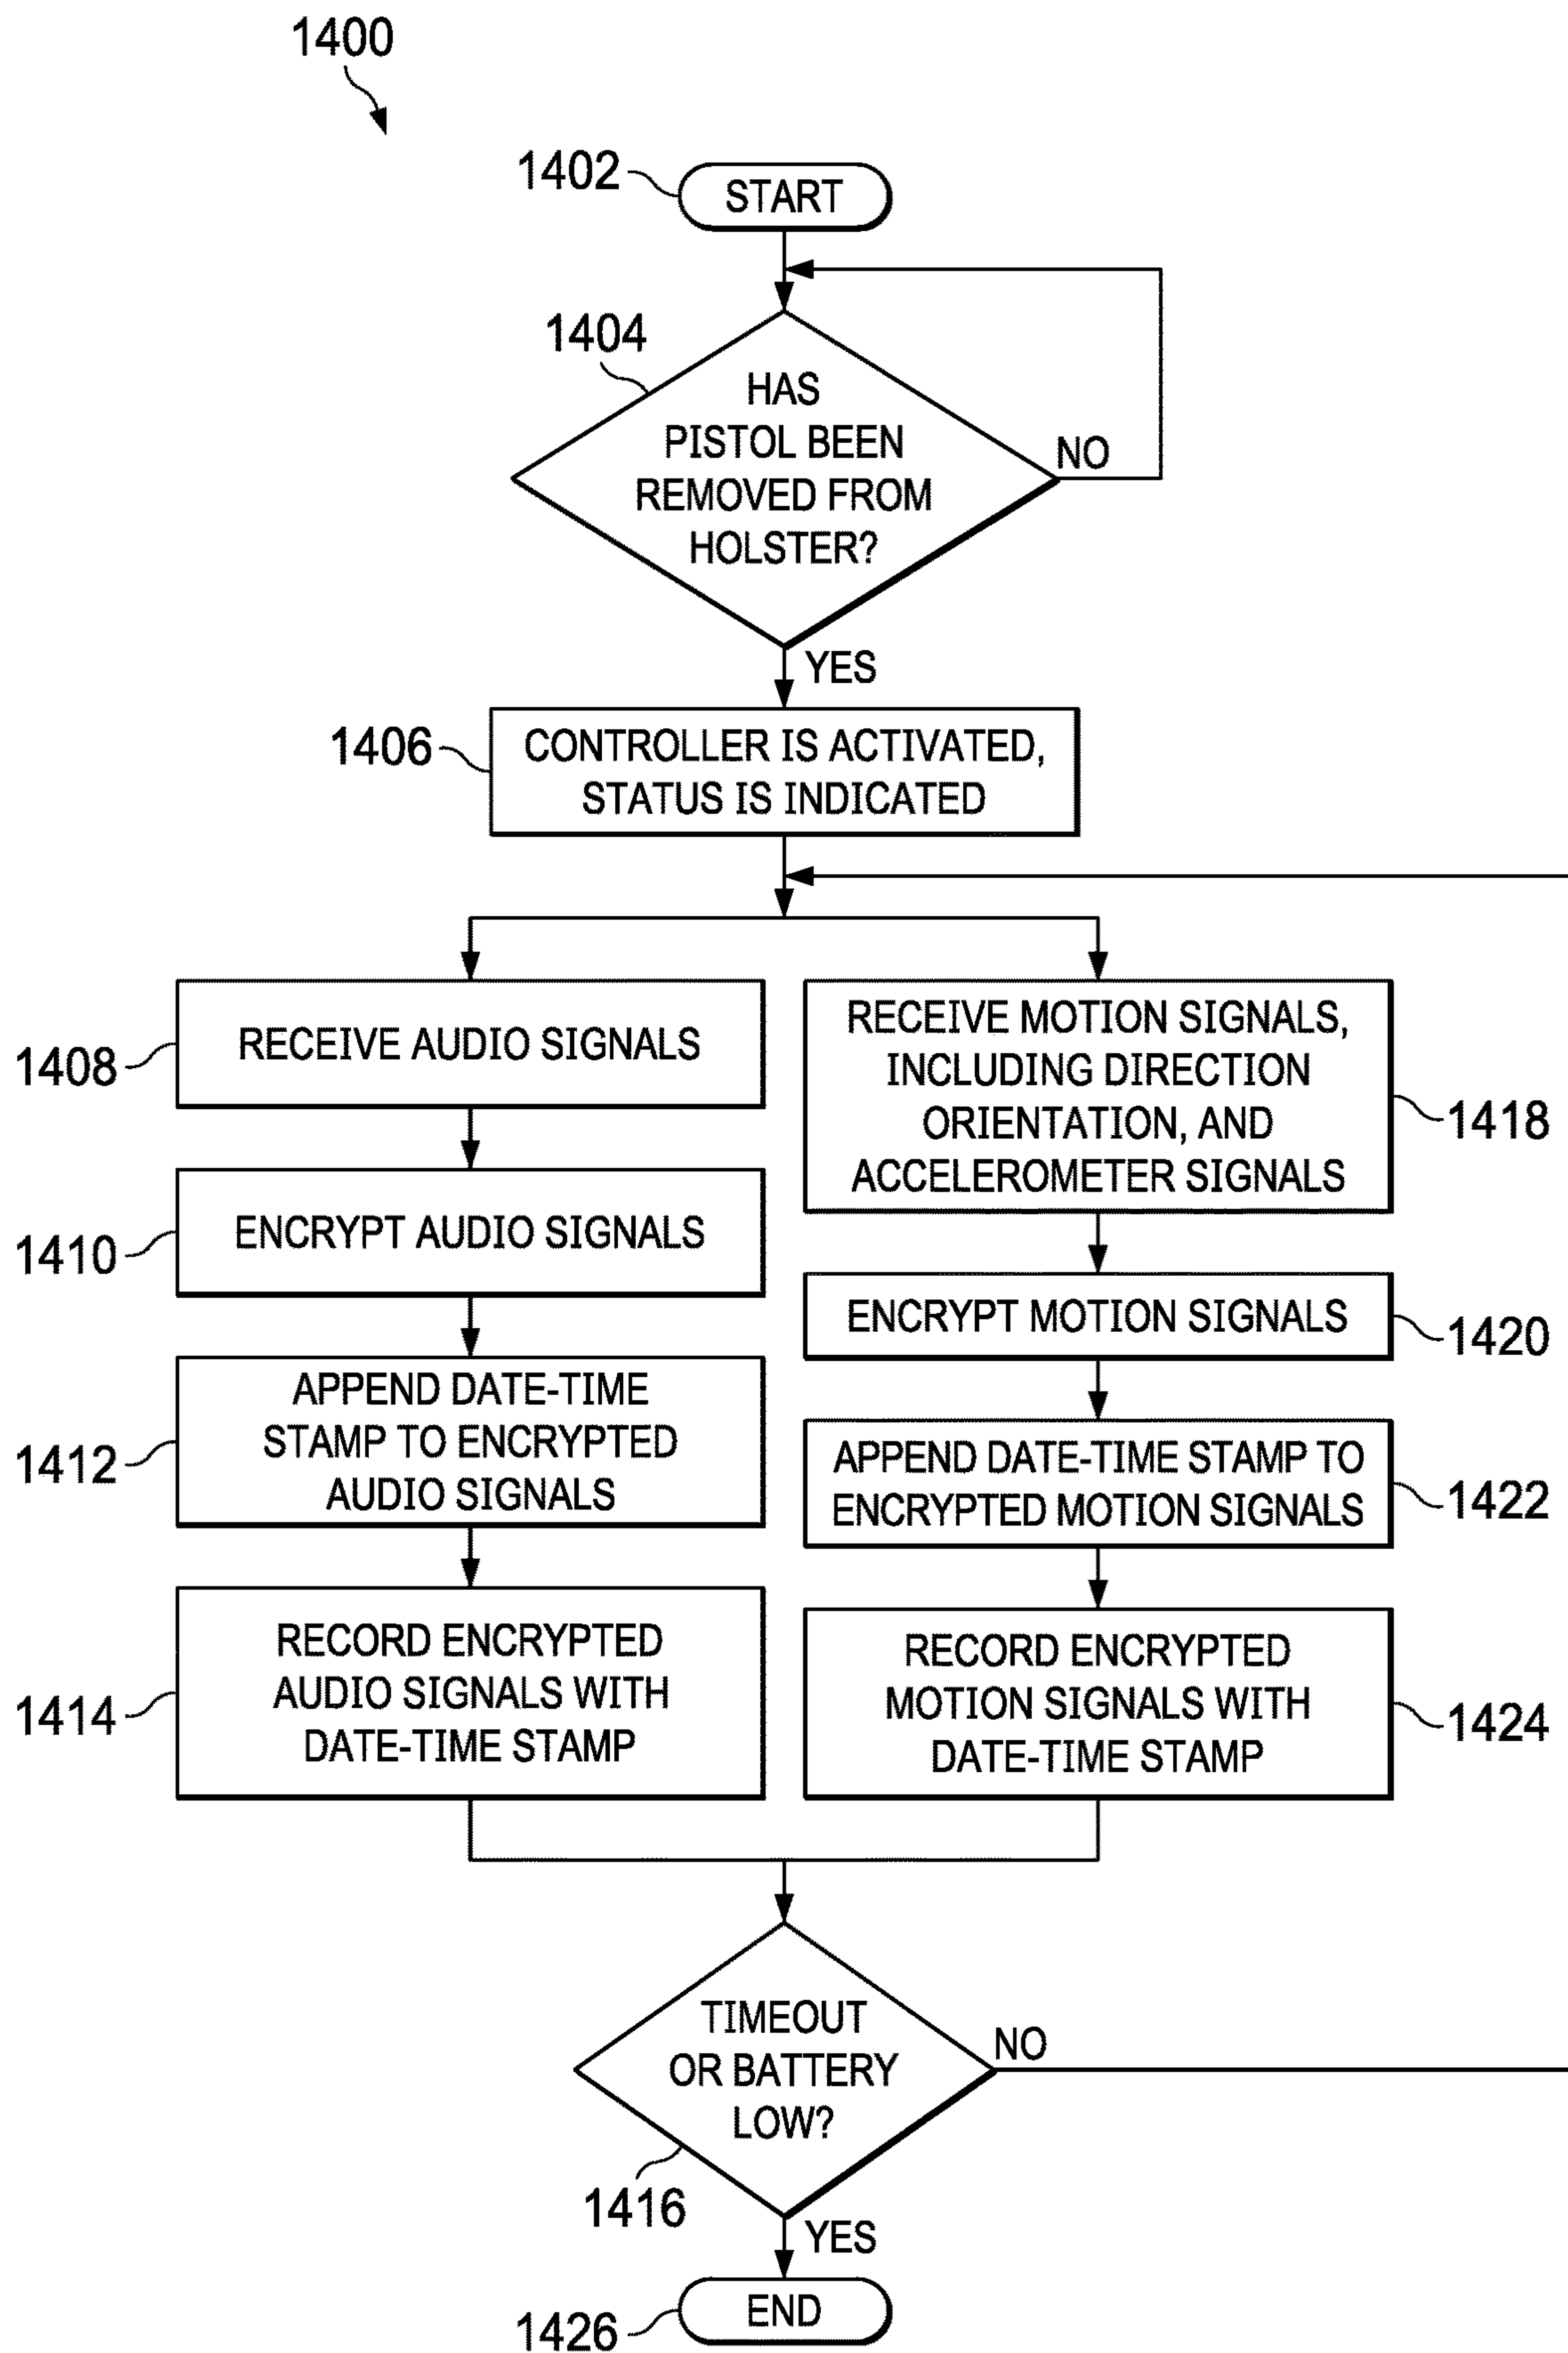 1400
1402
START
1404
HAS
PISTOL BEEN
REMOVED FROM
HOLSTER?
NO
YES
1406
CONTROLLER IS ACTIVATED,
STATUS IS INDICATED
1408
RECEIVE AUDIO SIGNALS
1410
ENCRYPT AUDIO SIGNALS
1412
APPEND DATE-TIME
STAMP TO ENCRYPTED
AUDIO SIGNALS
1414
RECORD ENCRYPTED
AUDIO SIGNALS WITH
DATE-TIME STAMP
RECEIVE MOTION SIGNALS,
INCLUDING DIRECTION
ORIENTATION, AND
ACCELEROMETER SIGNALS
1418
ENCRYPT MOTION SIGNALS
1420
APPEND DATE-TIME STAMP TO
ENCRYPTED MOTION SIGNALS
1422
RECORD ENCRYPTED
MOTION SIGNALS WITH
DATE-TIME STAMP
1424
TIMEOUT
OR BATTERY
LOW?
NO
1416
YES
END
1426